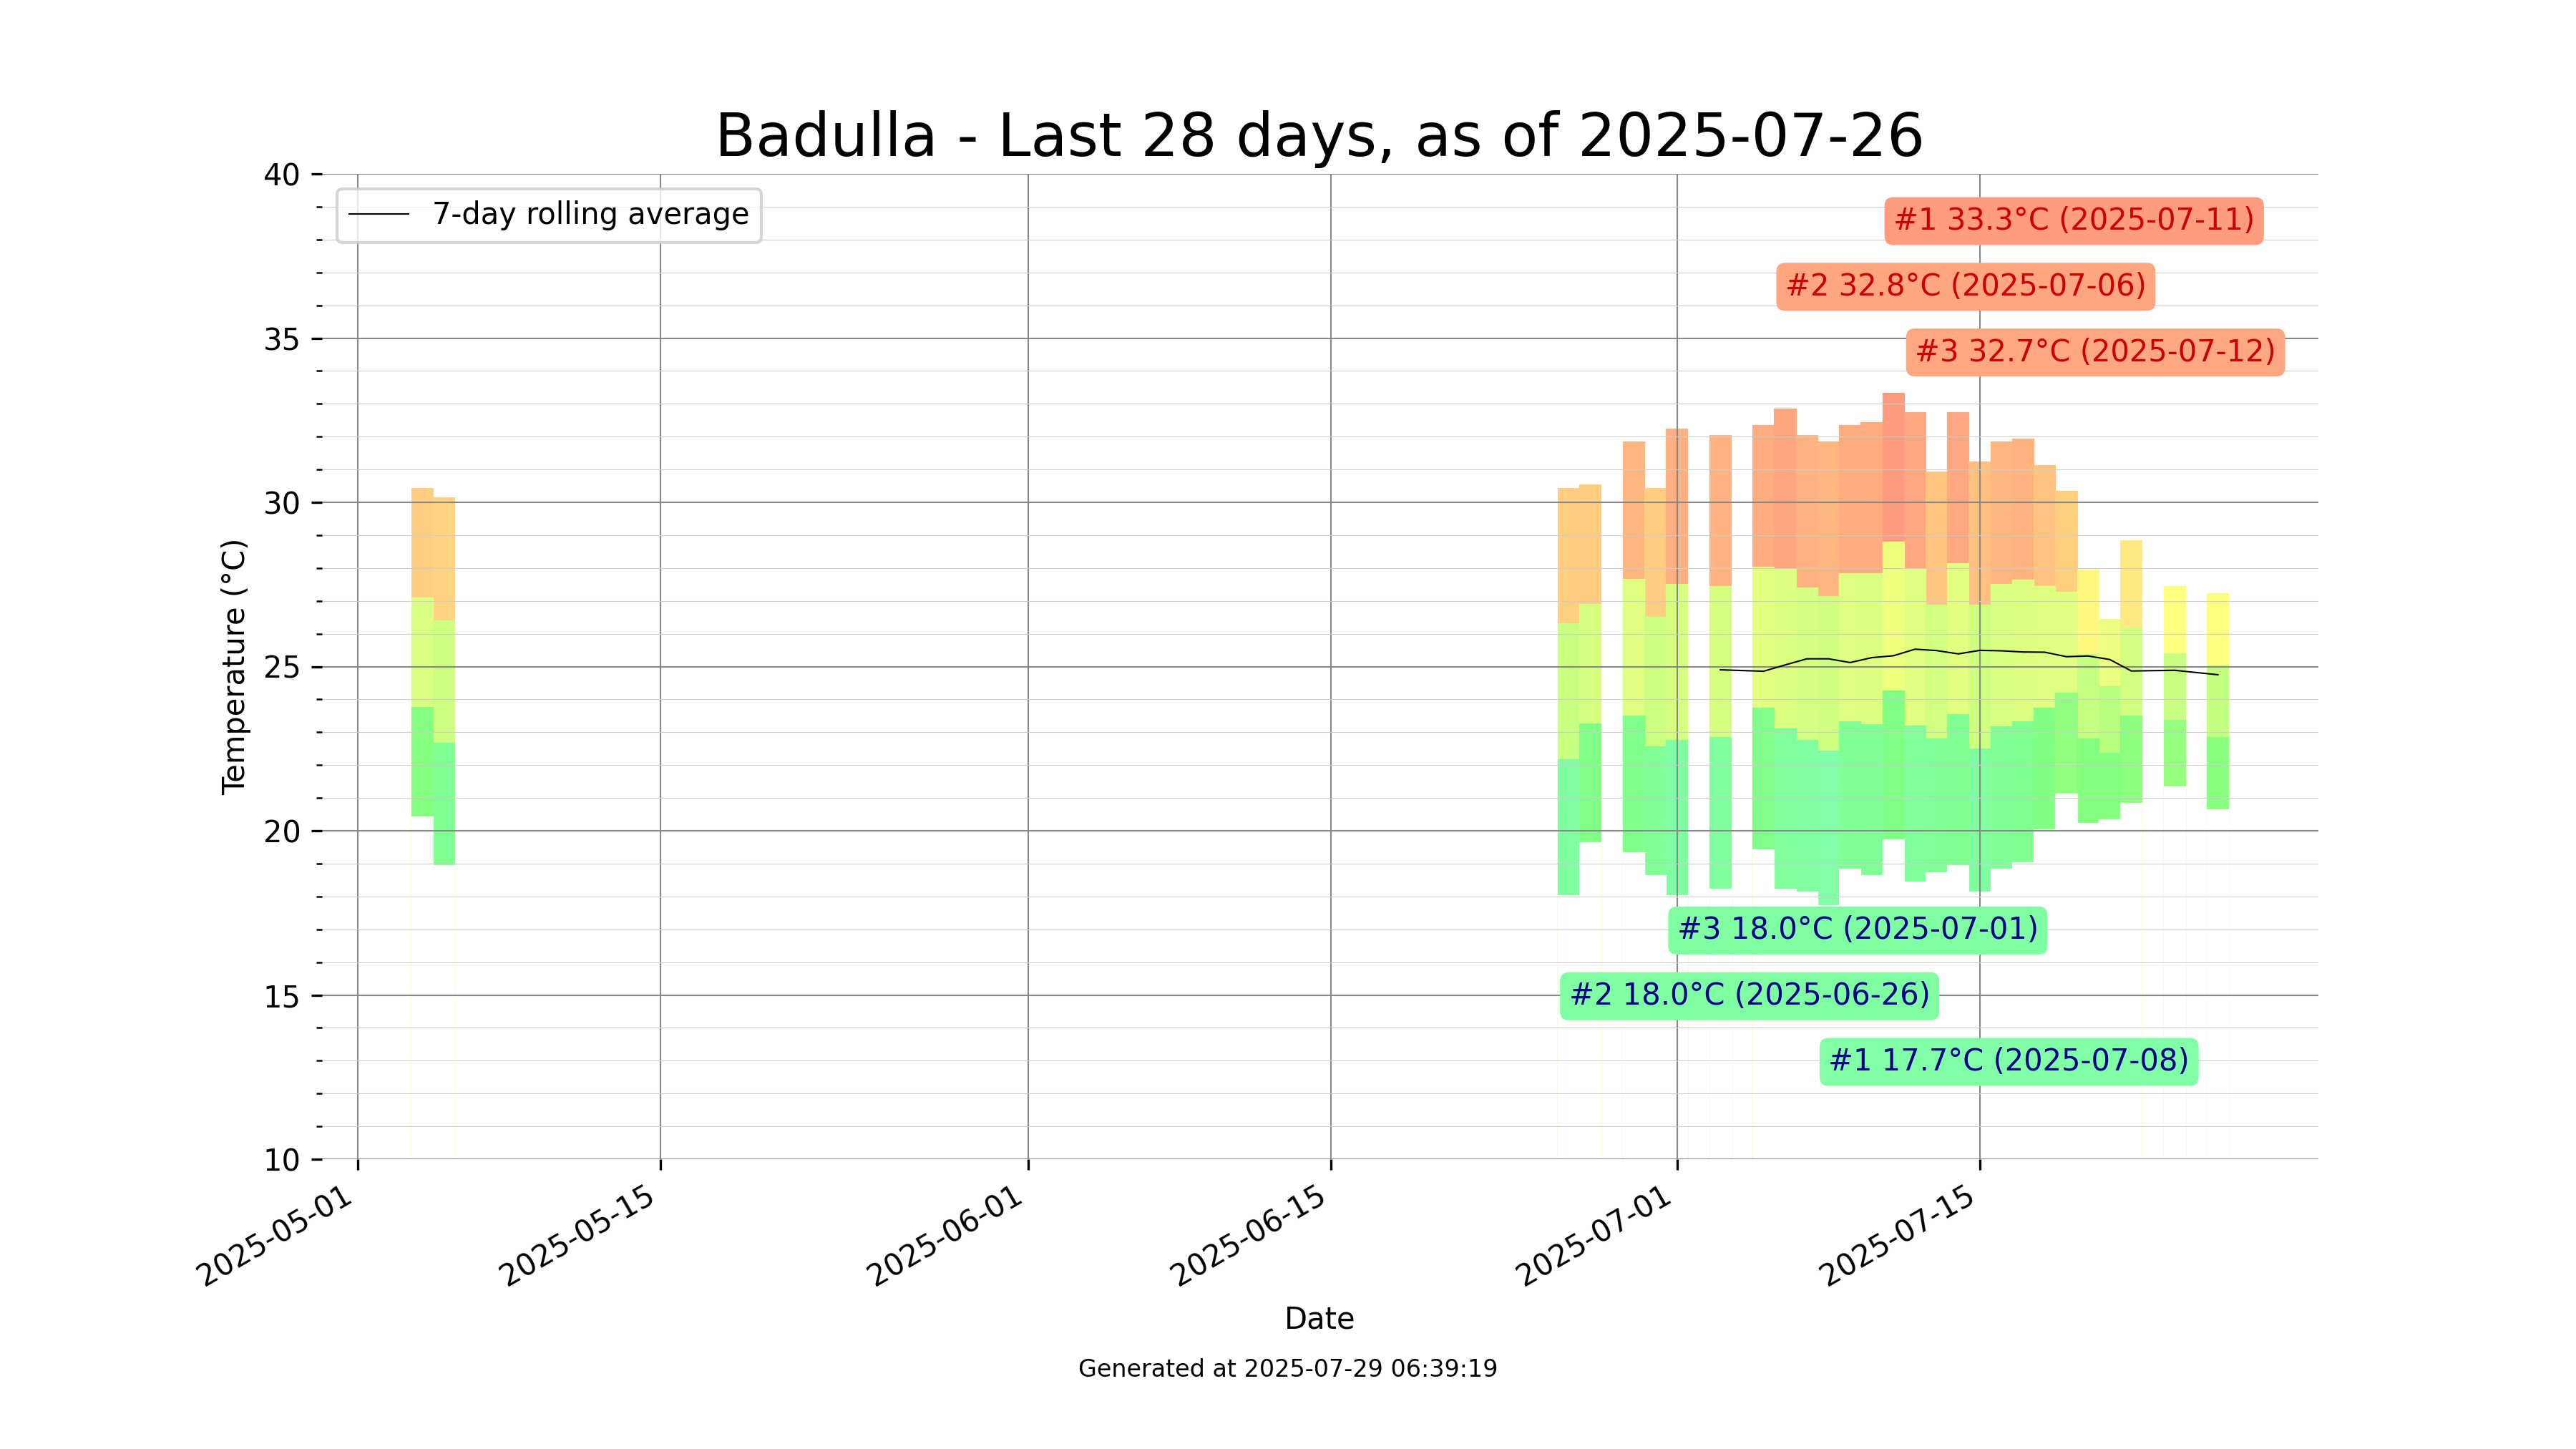 Badulla - Last 28 days, as of 2025-07-26
40
35
30
25
20
15
10
Temperature (°C)
7-day rolling average
#1 33.3°C (2025-07-11)
#2 32.8°C (2025-07-06)
#3 32.7°C (2025-07-12)
#3 18.0°C (2025-07-01)
#2 18.0°C (2025-06-26)
#1 17.7°C (2025-07-08)
2025-05-01
2025-05-15
2025-06-01
2025-06-15
2025-07-01
2025-07-15
Date
Generated at 2025-07-29 06:39:19